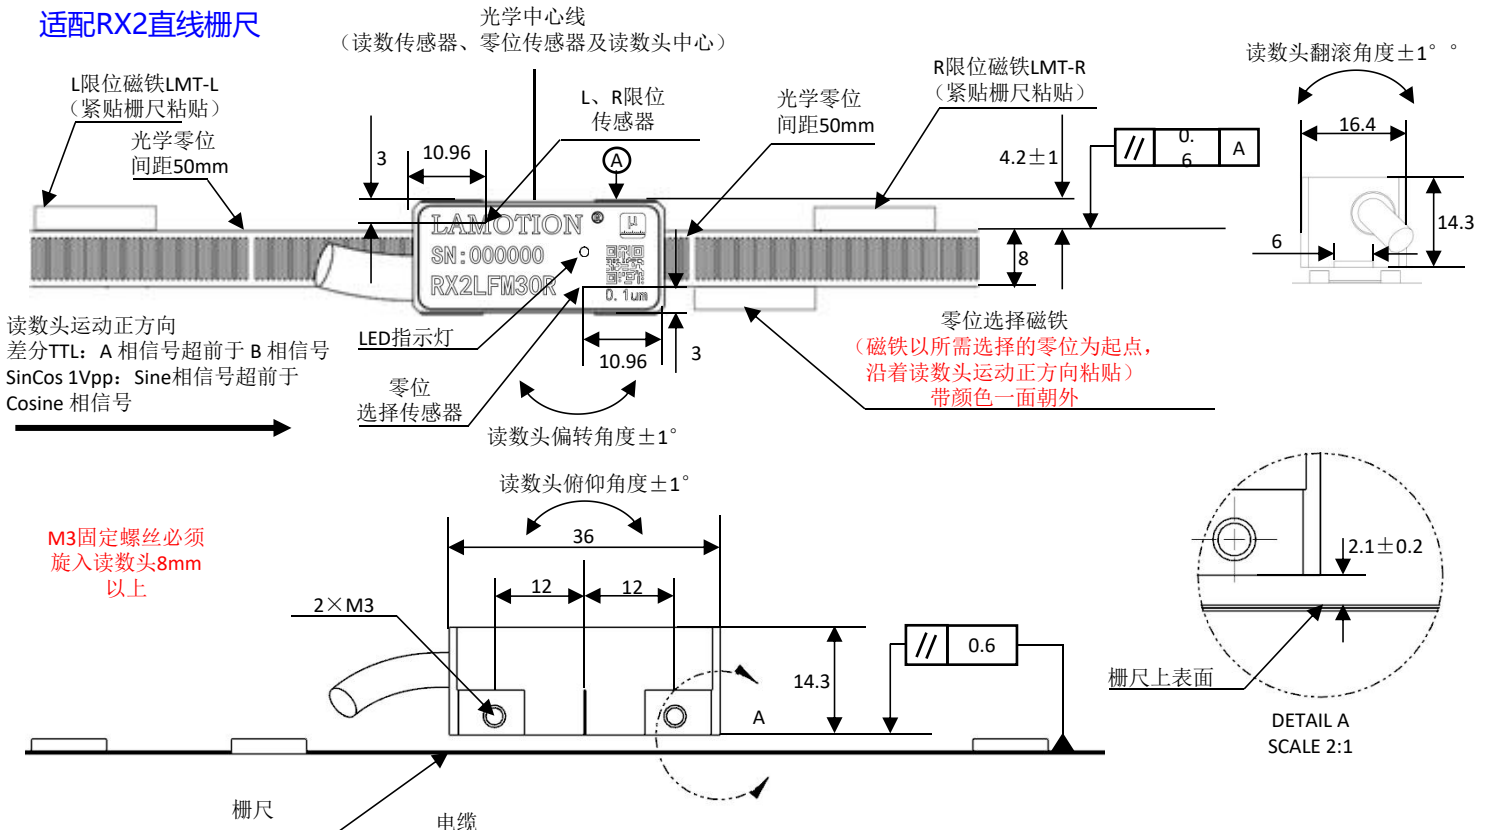 适配RX2直线栅尺
光学中心线
（读数传感器、零位传感器及读数头中心）
L限位磁铁LMT-L
（紧贴栅尺粘贴）
光学零位
间距50mm
3
10.96
L、R限位
传感器
A
光学零位
间距50mm
R限位磁铁LMT-R
（紧贴栅尺粘贴）
4.2±1
// 0.6 A
读数头翻滚角度±1°°
16.4
14.3
6
LAMOTION ®
μ
SN:000000
RX2LFM30R
0.1um
8
读数头运动正方向
差分TTL：A 相信号超前于 B 相信号
SinCos 1Vpp：Sine相信号超前于
Cosine 相信号
LED指示灯
零位
选择传感器
10.96
3
读数头偏转角度±1°
零位选择磁铁
（磁铁以所需选择的零位为起点，
沿着读数头运动正方向粘贴）
带颜色一面朝外
读数头俯仰角度±1°
M3固定螺丝必须
旋入读数头8mm
以上
36
12
12
2×M3
14.3
A
// 0.6
2.1±0.2
栅尺上表面
DETAIL A
SCALE 2:1
栅尺
电缆